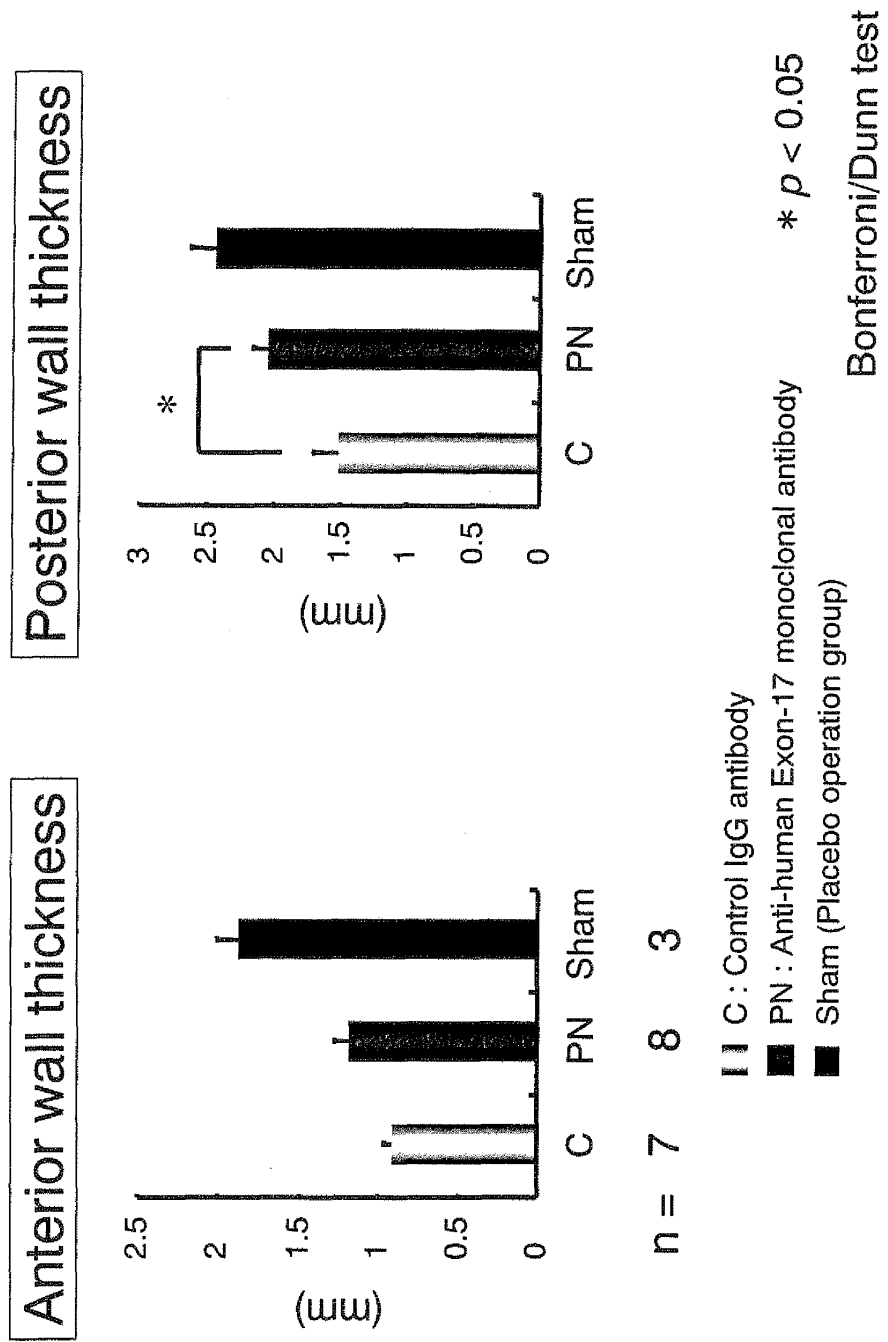 Anterior wall thickness
(mm)
2.5
2
1.5
1
0.5
0
C PN Sham
n = 7 8 3
Posterior wall thickness
(mm)
3
2.5
2
1.5
1
0.5
0
*
C PN Sham
C : Control IgG antibody
PN : Anti-human Exon-17 monoclonal antibody
Sham (Placebo operation group)
* p < 0.05
Bonferroni/Dunn test